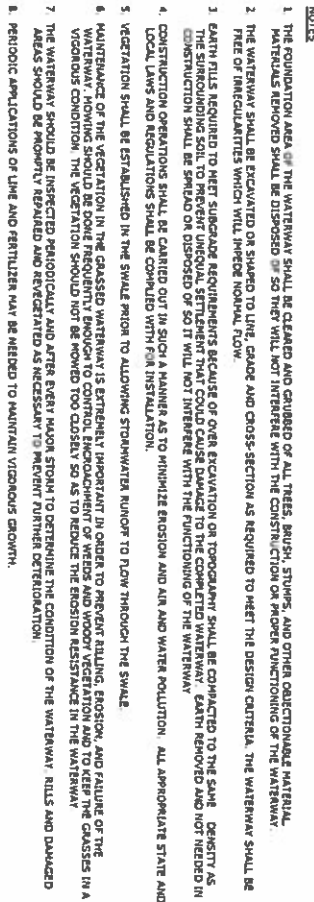 NOTES
1. THE FOUNDATION AREA OF THE WATERWAY SHALL BE CLEARED AND GRUBBED OF ALL TREES, BRUSH, STUMPS, AND OTHER OBJECTIONABLE MATERIAL.
MATERIALS REMOVED SHALL BE DISPOSED OF SO THEY WILL NOT INTERFERE WITH THE CONSTRUCTION OR PROPER FUNCTIONING OF THE WATERWAY.
2. THE WATERWAY SHALL BE EXCAVATED OR SHAPED TO LINE, GRADE AND CROSS-SECTION AS REQUIRED TO MEET THE DESIGN CRITERIA. THE WATERWAY SHALL BE
FREE OF IRREGULARITIES WHICH WILL IMPEDE NORMAL FLOW.
3. EARTH FILLS REQUIRED TO MEET SUBGRADE REQUIREMENTS BECAUSE OF OVER EXCAVATION OR TOPOGRAPHY SHALL BE COMPACTED TO THE SAME DENSITY AS
THE SURROUNDING SOIL TO PREVENT UNEQUAL SETTLEMENT THAT COULD CAUSE DAMAGE TO THE COMPLETED WATERWAY. EARTH REMOVED AND NOT NEEDED IN
CONSTRUCTION SHALL BE SPREAD OR DISPOSED OF SO IT WILL NOT INTERFERE WITH THE FUNCTIONING OF THE WATERWAY
4. CONSTRUCTION OPERATIONS SHALL BE CARRIED OUT IN SUCH A MANNER AS TO MINIMIZE EROSION AND AIR AND WATER POLLUTION. ALL APPROPRIATE STATE AND
LOCAL LAWS AND REGULATIONS SHALL BE COMPLIED WITH FOR INSTALLATION.
5. VEGETATION SHALL BE ESTABLISHED IN THE SWALE PRIOR TO ALLOWING STORMWATER RUNOFF TO FLOW THROUGH THE SWALE.
6. MAINTENANCE OF THE VEGETATION IN THE GRASSED WATERWAY IS EXTREMELY IMPORTANT IN ORDER TO PREVENT RILLING, EROSION, AND FAILURE OF THE
WATERWAY. MOWING SHOULD BE DONE FREQUENTLY ENOUGH TO CONTROL ENCROACHMENT OF WEEDS AND WOODY VEGETATION AND TO KEEP THE GRASSES IN A
VIGOROUS CONDITION. THE VEGETATION SHOULD NOT BE MOWED TOO CLOSELY SO AS TO REDUCE THE EROSION RESISTANCE IN THE WATERWAY
7. THE WATERWAY SHOULD BE INSPECTED PERIODICALLY AND AFTER EVERY MAJOR STORM TO DETERMINE THE CONDITION OF THE WATERWAY. RILLS AND DAMAGED
AREAS SHOULD BE PROMPTLY REPAIRED AND REVEGETATED AS NECESSARY TO PREVENT FURTHER DETERIORATION.
8. PERIODIC APPLICATIONS OF LIME AND FERTILIZER MAY BE NEEDED TO MAINTAIN VIGOROUS GROWTH.